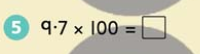 5 9·7 × 100 =